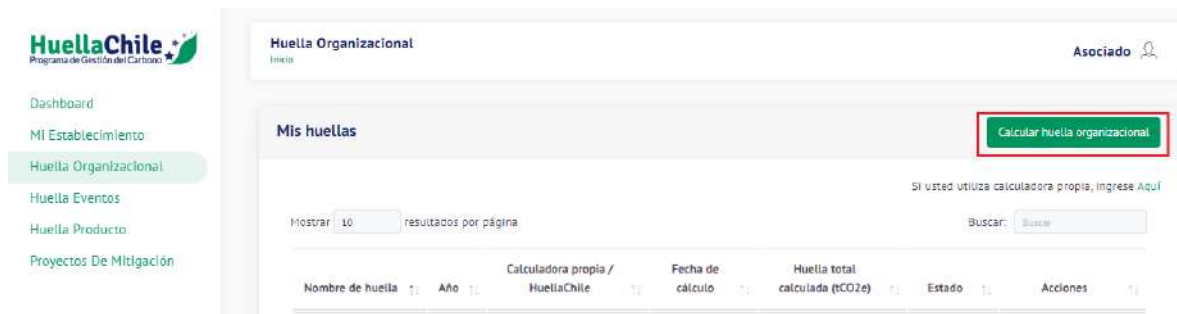 HuellaChile
Programa de Gestión del Carbono
Huella Organizacional
Inicio
Asociado
Dashboard
Mi Establecimiento
Huella Organizacional
Huella Eventos
Huella Producto
Proyectos De Mitigación
Mis huellas
Calcular huella organizacional
Si usted utiliza calculadora propia, ingrese Aquí
Mostrar 10 resultados por página
Buscar: Buscar
Nombre de huella
Año
Calculadora propia /
HuellaChile
Fecha de
cálculo
Huella total
calculada (tCO2e)
Estado
Acciones